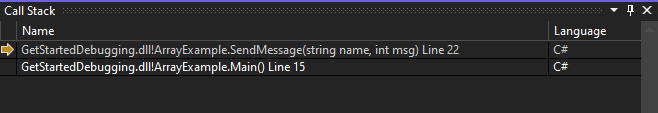 Call Stack
Name Language
GetStartedDebugging.dll!ArrayExample.SendMessage(string name, int msg) Line 22 C#
GetStartedDebugging.dll!ArrayExample.Main() Line 15 C#